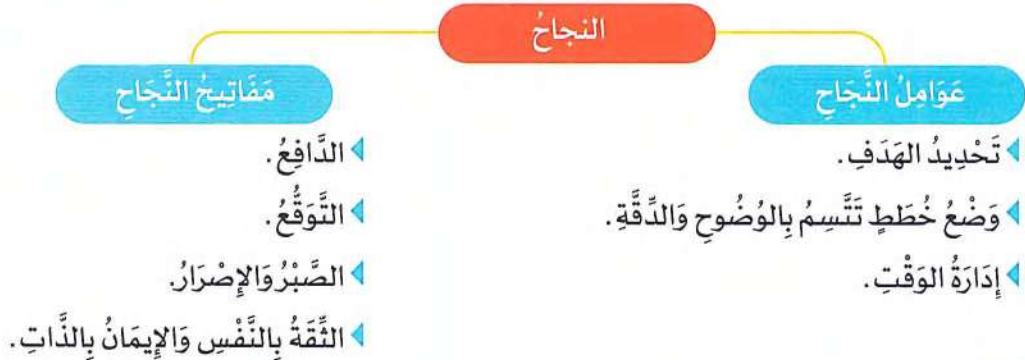 النجاحُ
عَوَامِلُ النَّجَاحِ
تَحْدِيدُ الهَدَفِ.
وَضْعُ خُطَطٍ تَتَّسِمُ بِالوُضُوحِ وَالدِّقَّةِ.
إِدَارَةُ الوَقْتِ.
مَفَاتِيحُ النَّجَاحِ
الدَّافِعُ.
التَّوَقُّعُ.
الصَّبْرُ وَالإِصْرَارُ.
الثِّقَةُ بِالنَّفْسِ وَالإِيمَانُ بِالذَّاتِ.